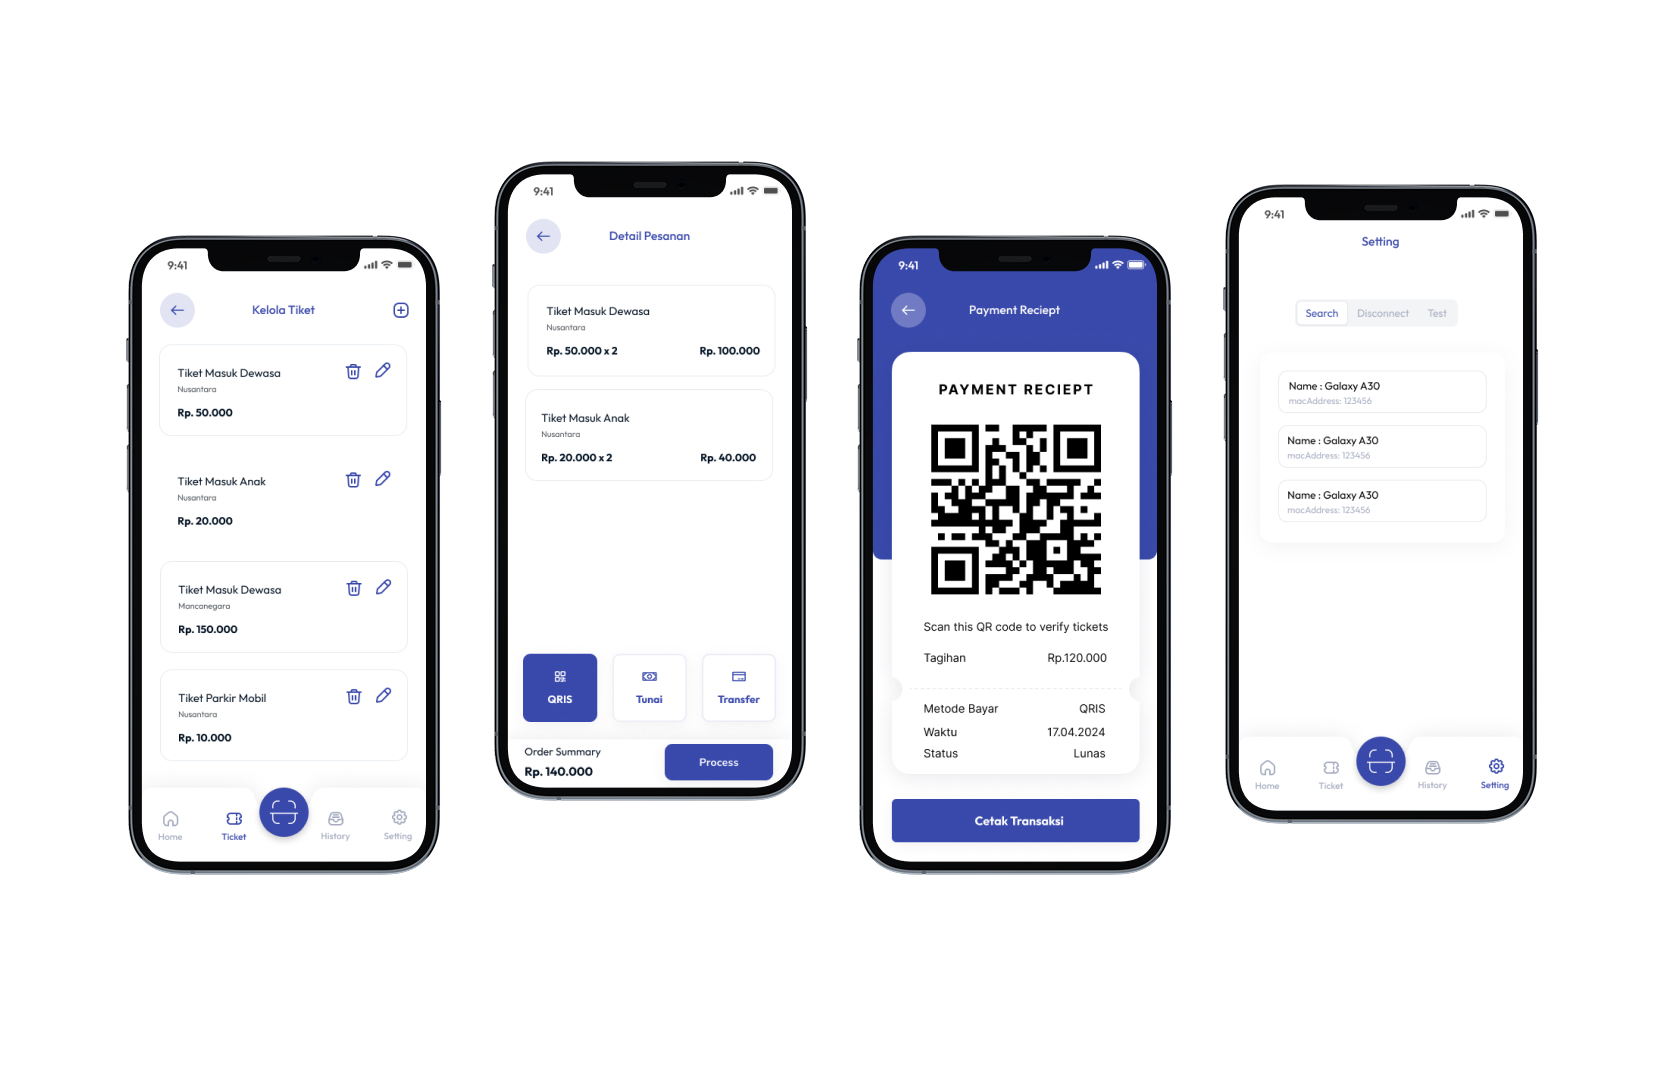 9:41
Kelola Tiket
Tiket Masuk Dewasa
Nusantara
Rp. 50.000
Tiket Masuk Anak
Nusantara
Rp. 20.000
Tiket Masuk Dewasa
Mancanegara
Rp. 150.000
Tiket Parkir Mobil
Nusantara
Rp. 10.000
Home Ticket History Setting
9:41
Detail Pesanan
Tiket Masuk Dewasa
Nusantara
Rp. 50.000 x 2 Rp. 100.000
Tiket Masuk Anak
Nusantara
Rp. 20.000 x 2 Rp. 40.000
QRIS Tunai Transfer
Order Summary
Rp. 140.000
Process
9:41
Payment Reciept
PAYMENT RECIEPT
Scan this QR code to verify tickets
Tagihan Rp.120.000
Metode Bayar QRIS
Waktu 17.04.2024
Status Lunas
Cetak Transaksi
9:41
Setting
Search Disconnect Test
Name : Galaxy A30
macAddress: 123456
Name : Galaxy A30
macAddress: 123456
Name : Galaxy A30
macAddress: 123456
Home Ticket History Setting